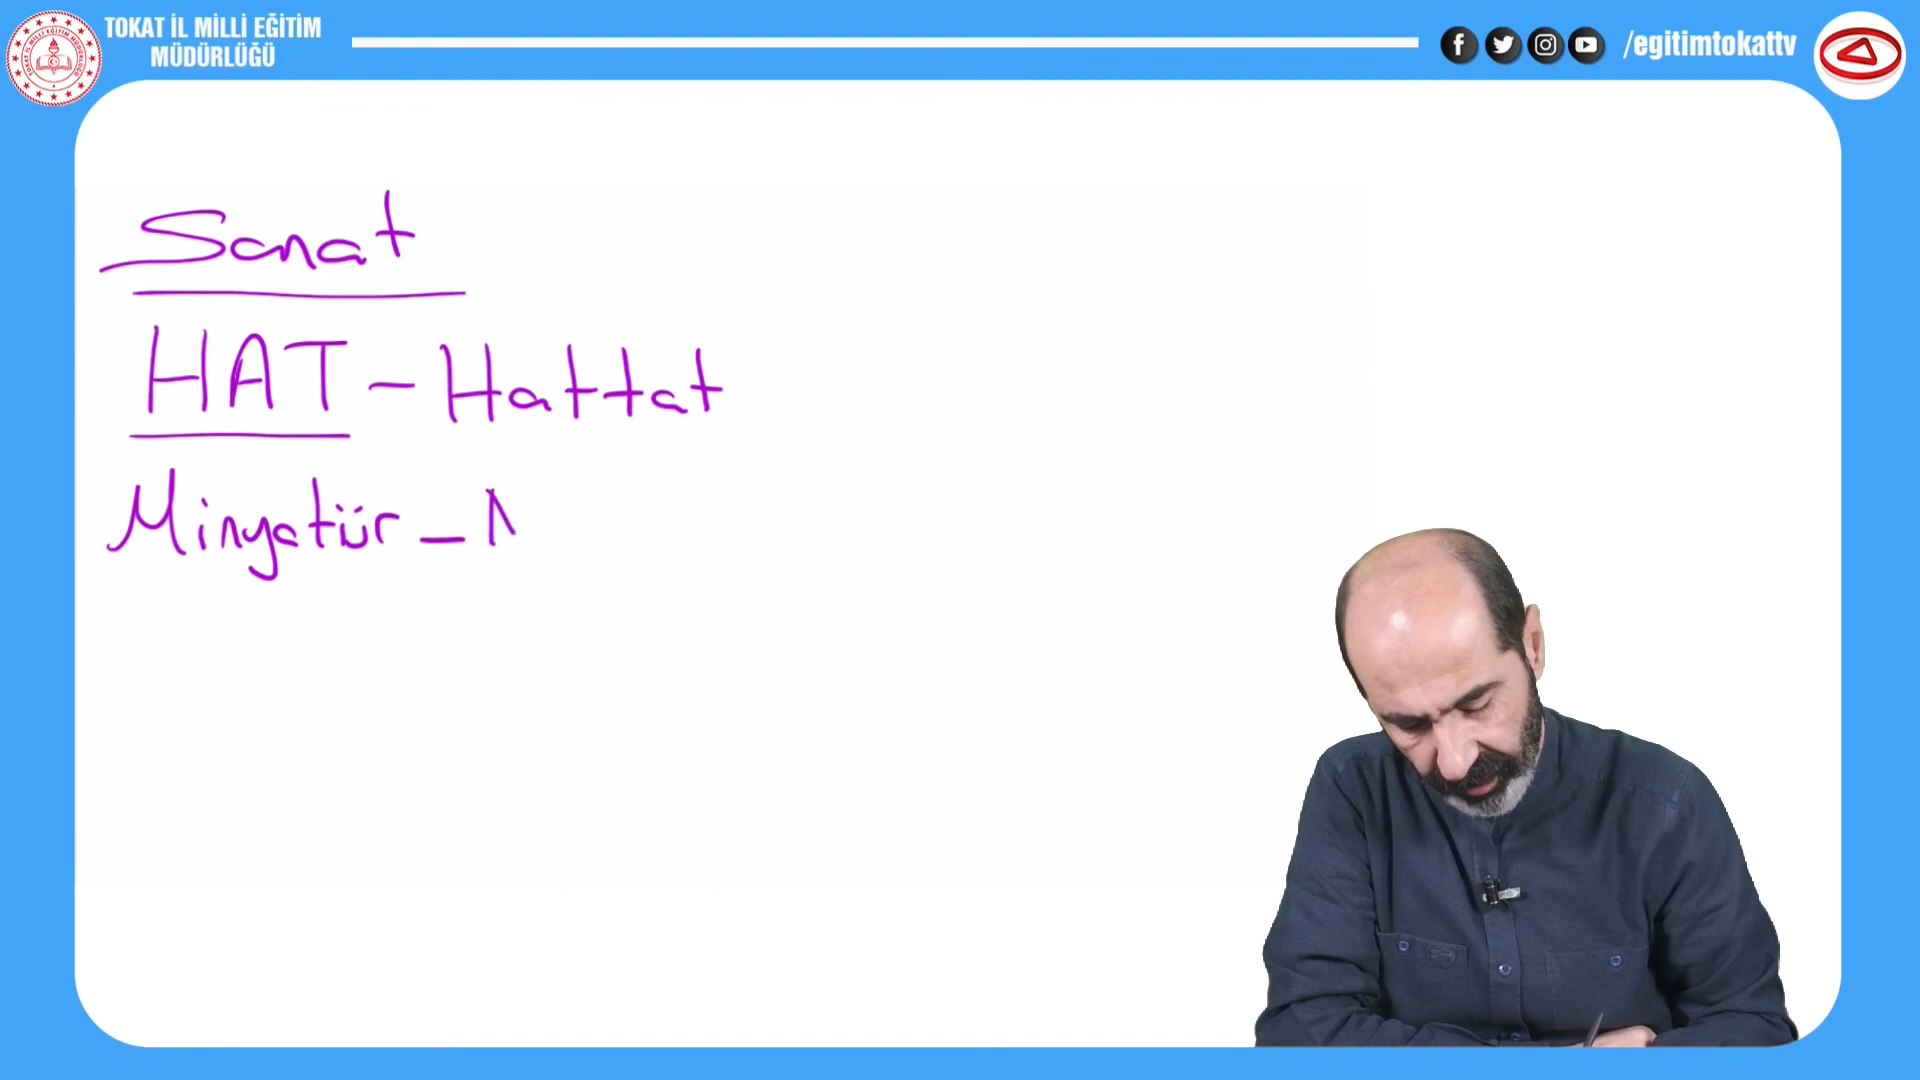 TOKAT İL MİLLİ EĞİTİM
MÜDÜRLÜĞÜ
/egitimtokattv
Sanat
HAT - Hattat
Minyatür - N